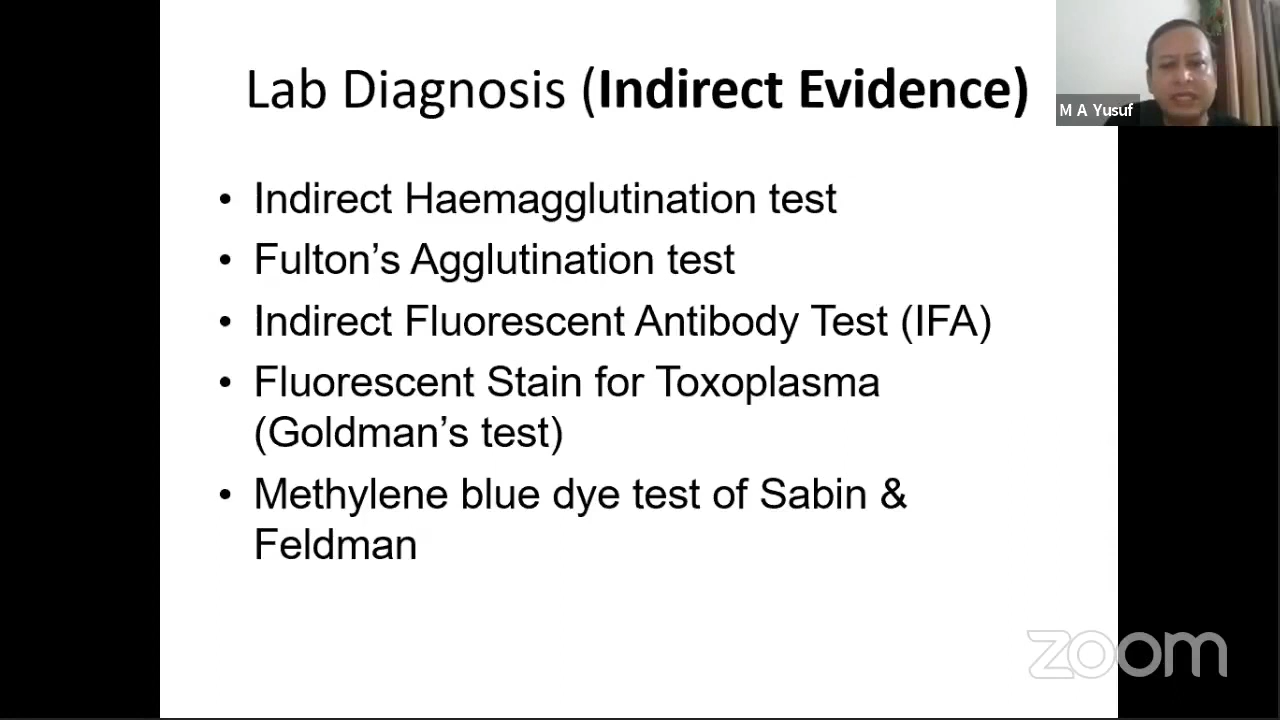 Lab Diagnosis (Indirect Evidence)
M A Yusuf
• Indirect Haemagglutination test
• Fulton’s Agglutination test
• Indirect Fluorescent Antibody Test (IFA)
• Fluorescent Stain for Toxoplasma
(Goldman’s test)
• Methylene blue dye test of Sabin &
Feldman
zoom